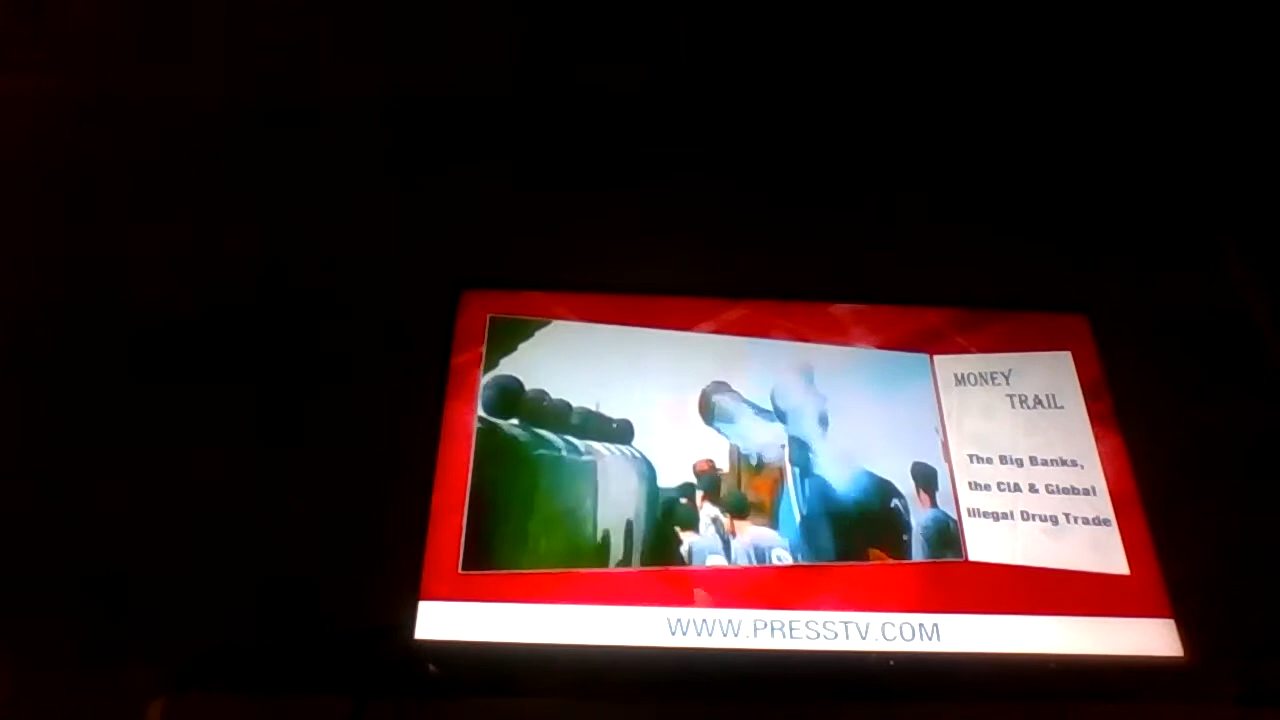 MONEY
TRAIL
The Big Banks,
the CIA & Global
Illegal Drug Trade
WWW.PRESSTV.COM